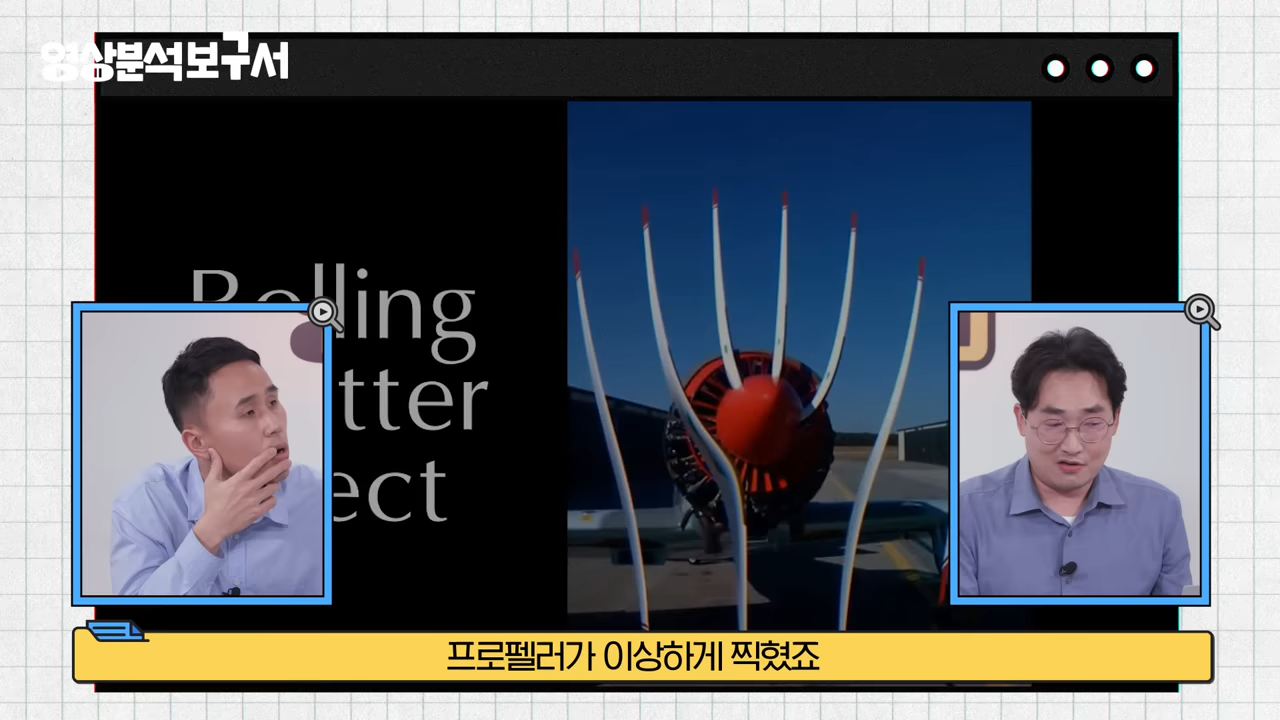 영상분석보구서
Rolling
tter
ect
프로펠러가 이상하게 찍혔죠